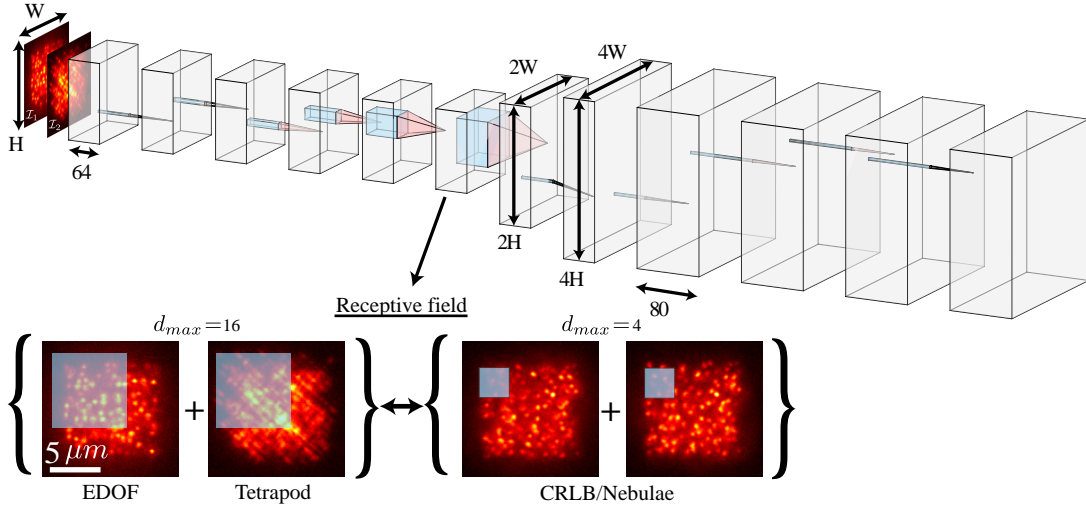 W
H
I1
I2
64
2W
4W
2H
4H
80
Receptive field
dmax=16
dmax=4
{ + } ↔ { + }
5 μm
EDOF
Tetrapod
CRLB/Nebulae